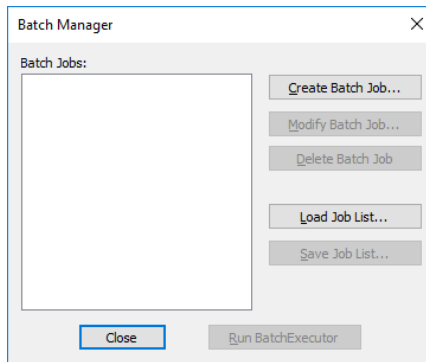 Batch Manager
Batch Jobs:
Create Batch Job...
Modify Batch Job...
Delete Batch Job
Load Job List...
Save Job List...
Close
Run BatchExecutor